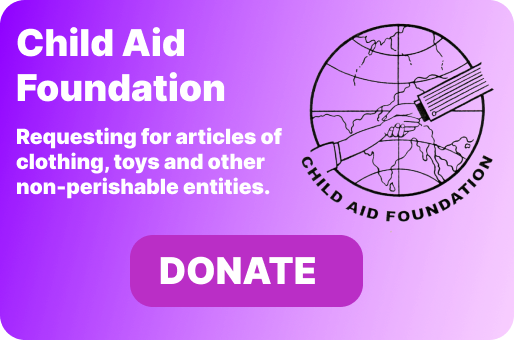 Child Aid
Foundation
Requesting for articles of
clothing, toys and other
non-perishable entities.
CHILD AID FOUNDATION
DONATE